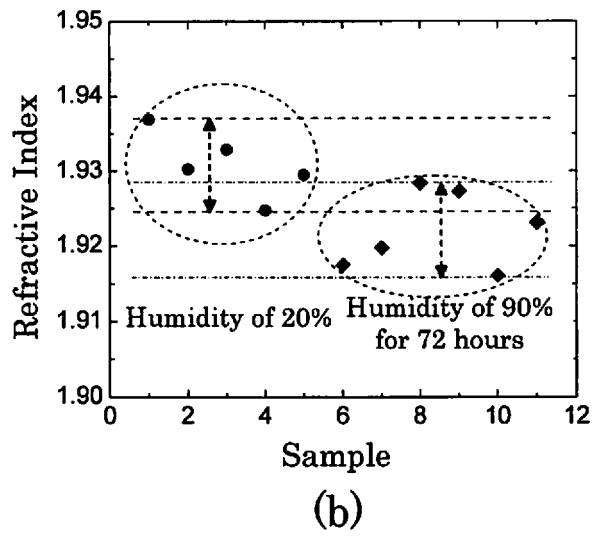 1.95
1.94
1.93
1.92
1.91
1.90
Refractive Index
Humidity of 20%
Humidity of 90%
for 72 hours
0 2 4 6 8 10 12
Sample
(b)